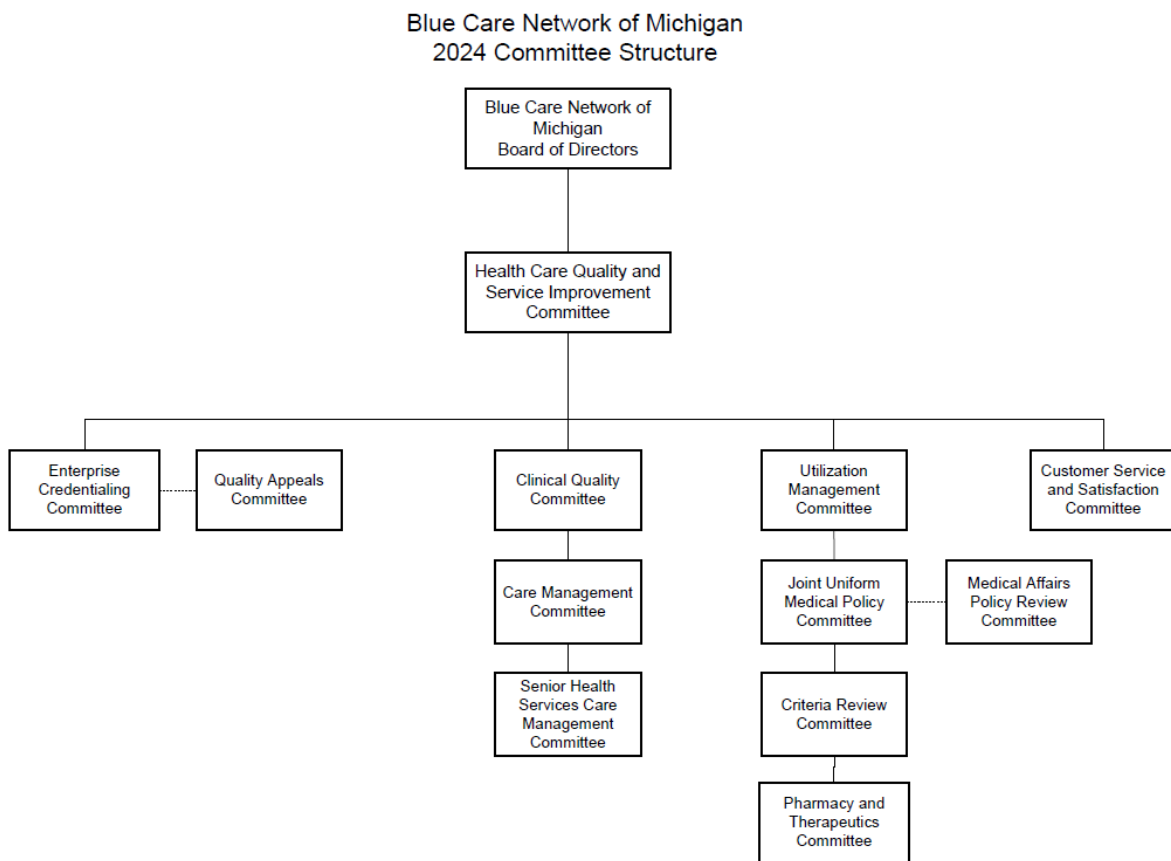 Blue Care Network of Michigan
2024 Committee Structure
Blue Care Network of
Michigan
Board of Directors
Health Care Quality and
Service Improvement
Committee
Enterprise
Credentialing
Committee
Quality Appeals
Committee
Clinical Quality
Committee
Utilization
Management
Committee
Customer Service
and Satisfaction
Committee
Care Management
Committee
Joint Uniform
Medical Policy
Committee
Medical Affairs
Policy Review
Committee
Senior Health
Services Care
Management
Committee
Criteria Review
Committee
Pharmacy and
Therapeutics
Committee